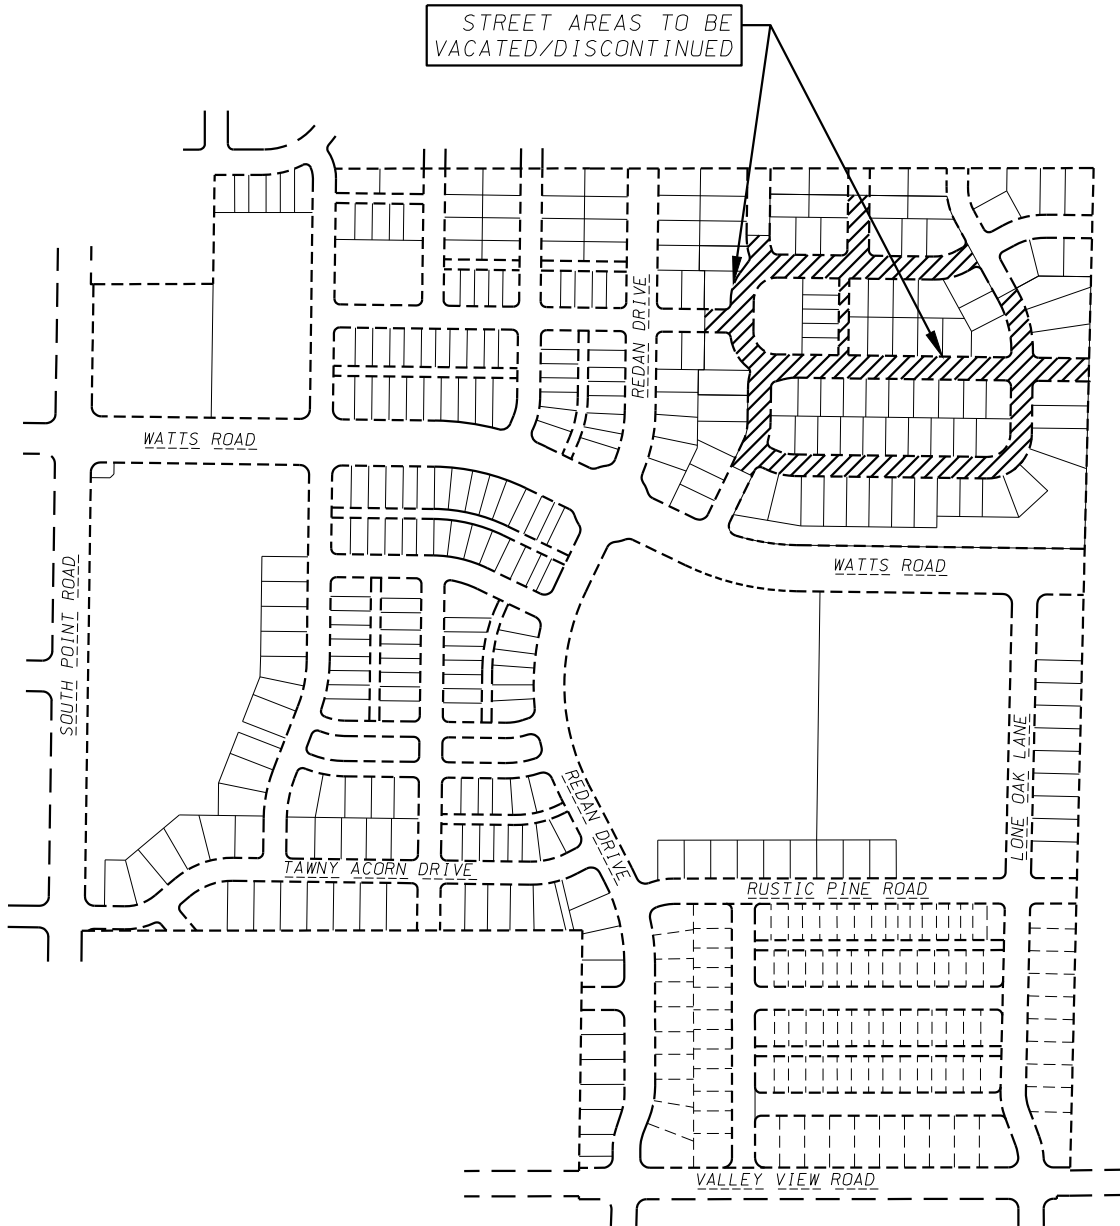 STREET AREAS TO BE
VACATED/DISCONTINUED
REDAN DRIVE
WATTS ROAD
SOUTH POINT ROAD
WATTS ROAD
LONE OAK LANE
REDAN DRIVE
TAWNY ACORN DRIVE
RUSTIC PINE ROAD
VALLEY VIEW ROAD